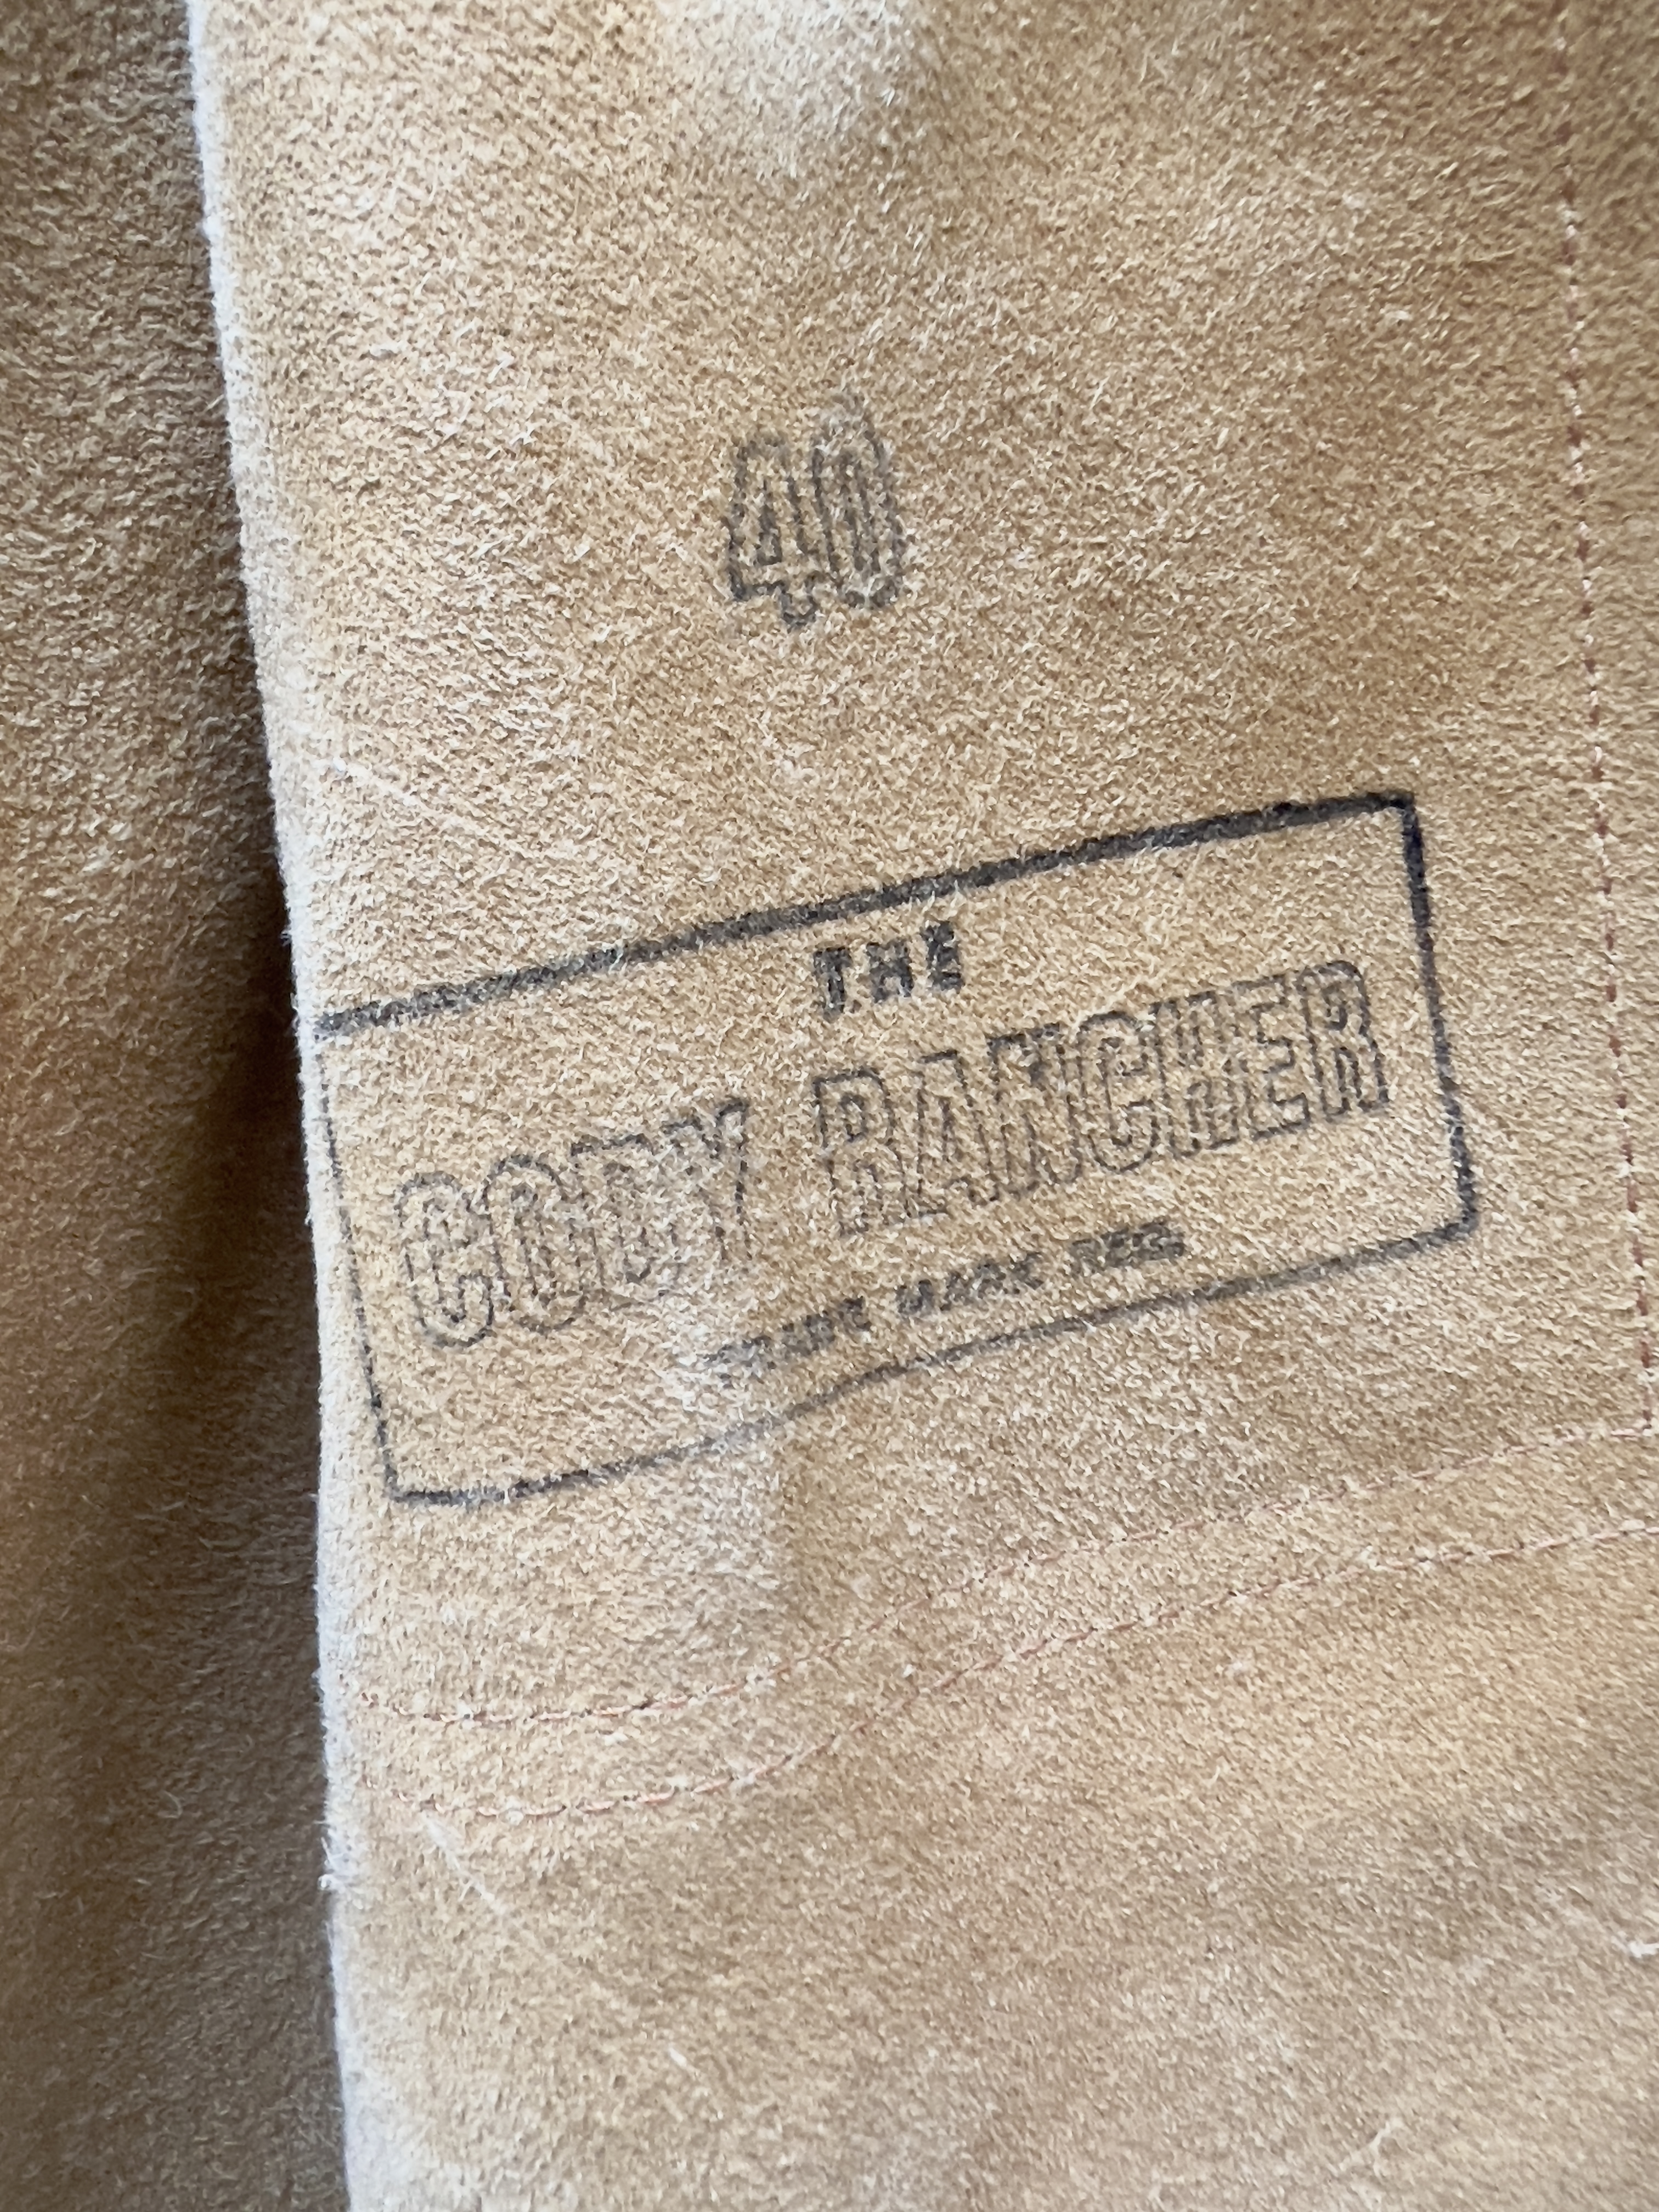 40
THE
CODY RANCHER
TRADE MARK REG.